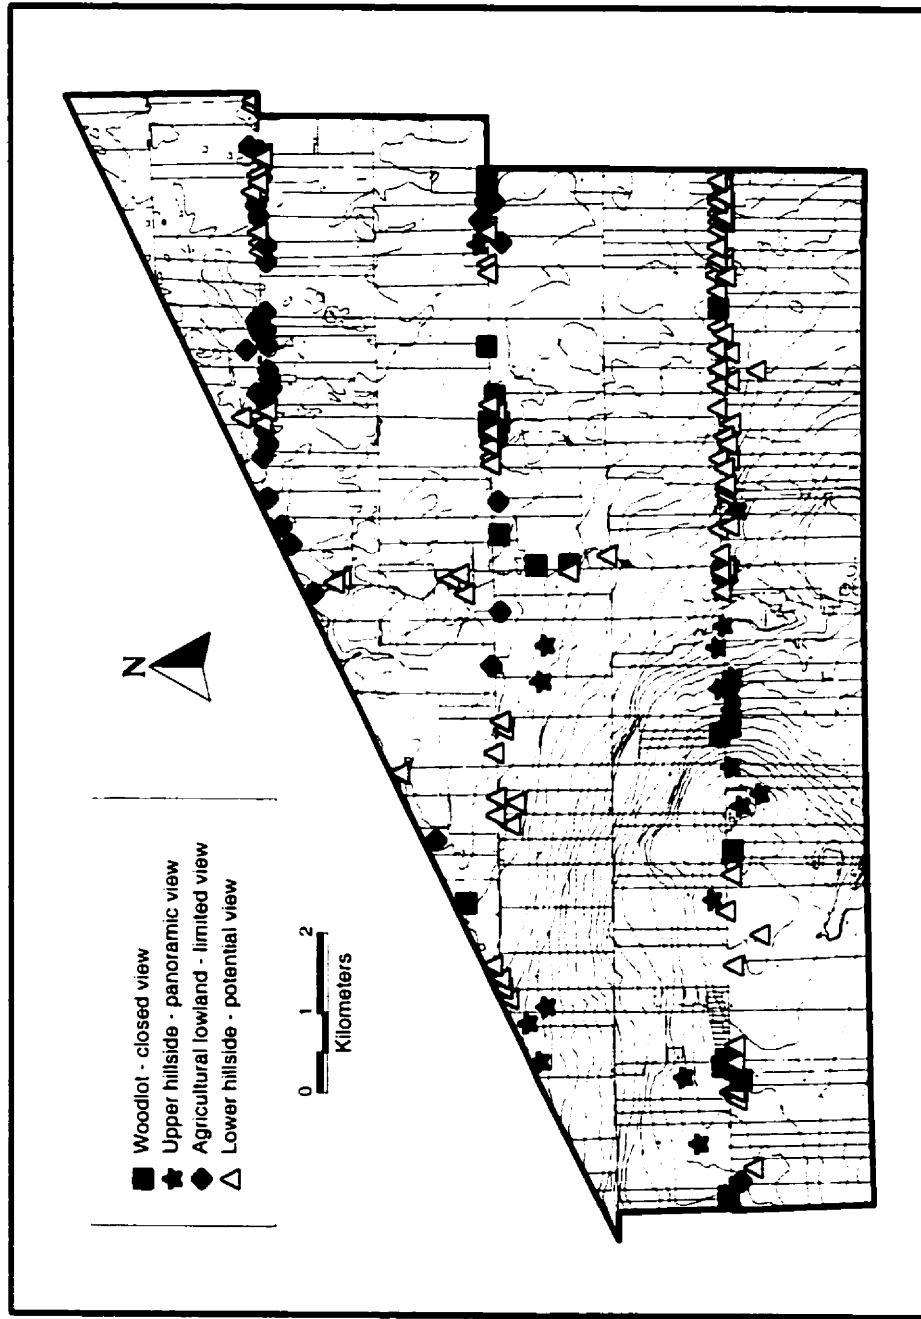 N
Woodlot - closed view
Upper hillside - panoramic view
Agricultural lowland - limited view
Lower hillside - potential view
0 1 2
Kilometers